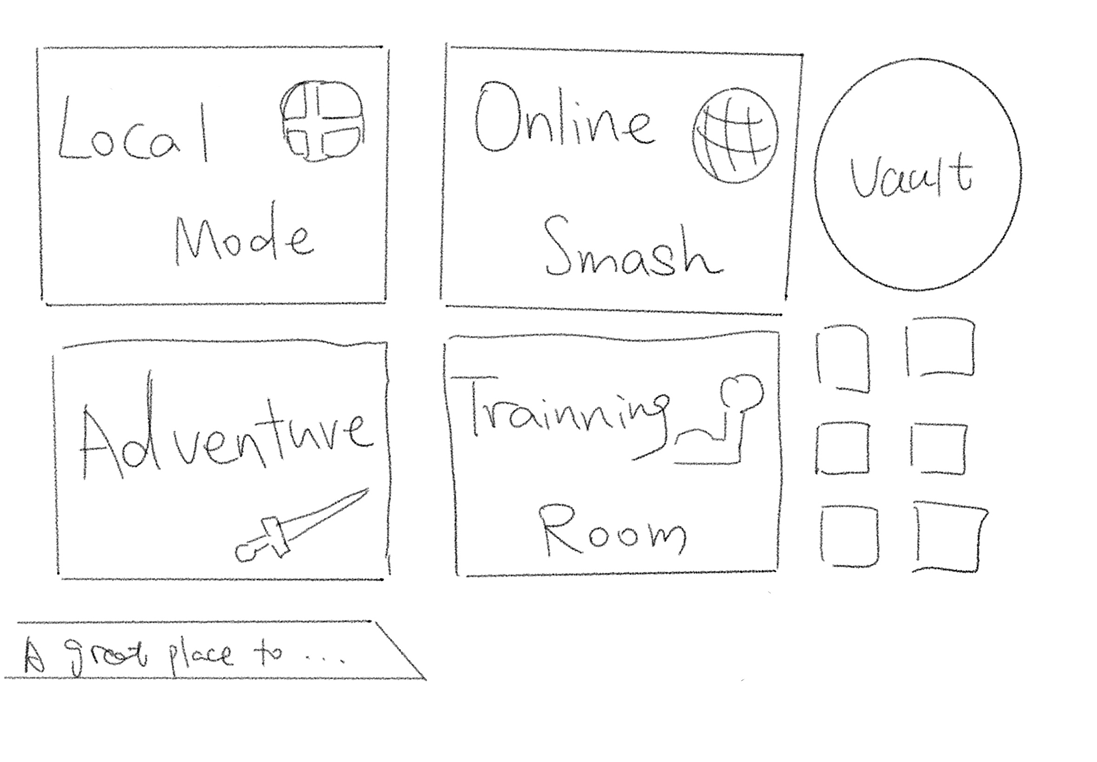 Local
Mode
Online
Smash
Vault
Adventure
Trainning
Room
A great place to ...